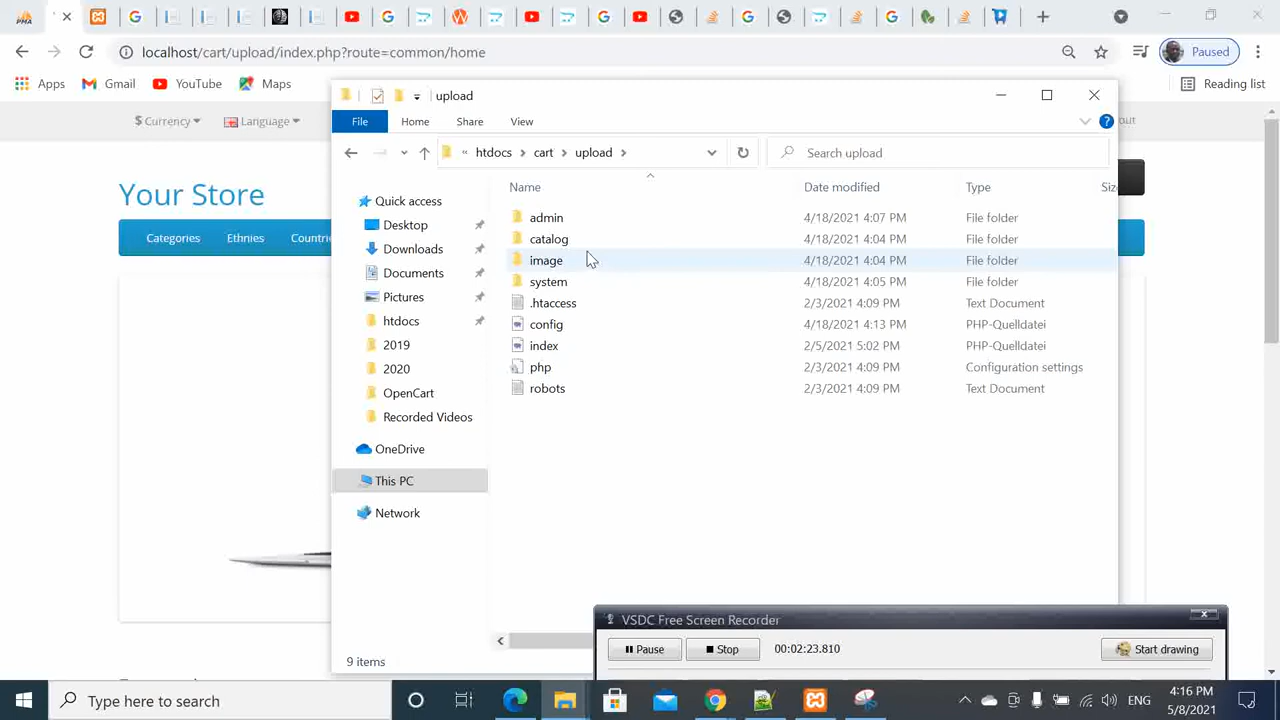 localhost/cart/upload/index.php?route=common/home
Paused
Apps
Gmail
YouTube
Maps
Reading list
$ Currency
Language
Your Store
Categories
Ethnies
Countri
upload
File
Home
Share
View
htdocs
cart
upload
Search upload
Name
Date modified
Type
Siz
Quick access
Desktop
Downloads
Documents
Pictures
htdocs
2019
2020
OpenCart
Recorded Videos
OneDrive
This PC
Network
admin 4/18/2021 4:07 PM File folder
catalog 4/18/2021 4:04 PM File folder
image 4/18/2021 4:04 PM File folder
system 4/18/2021 4:05 PM File folder
.htaccess 2/3/2021 4:09 PM Text Document
config 4/18/2021 4:13 PM PHP-Quelldatei
index 2/5/2021 5:02 PM PHP-Quelldatei
php 2/3/2021 4:09 PM Configuration settings
robots 2/3/2021 4:09 PM Text Document
9 items
VSDC Free Screen Recorder
Pause
Stop
00:02:23.810
Start drawing
Type here to search
ENG
4:16 PM
5/8/2021